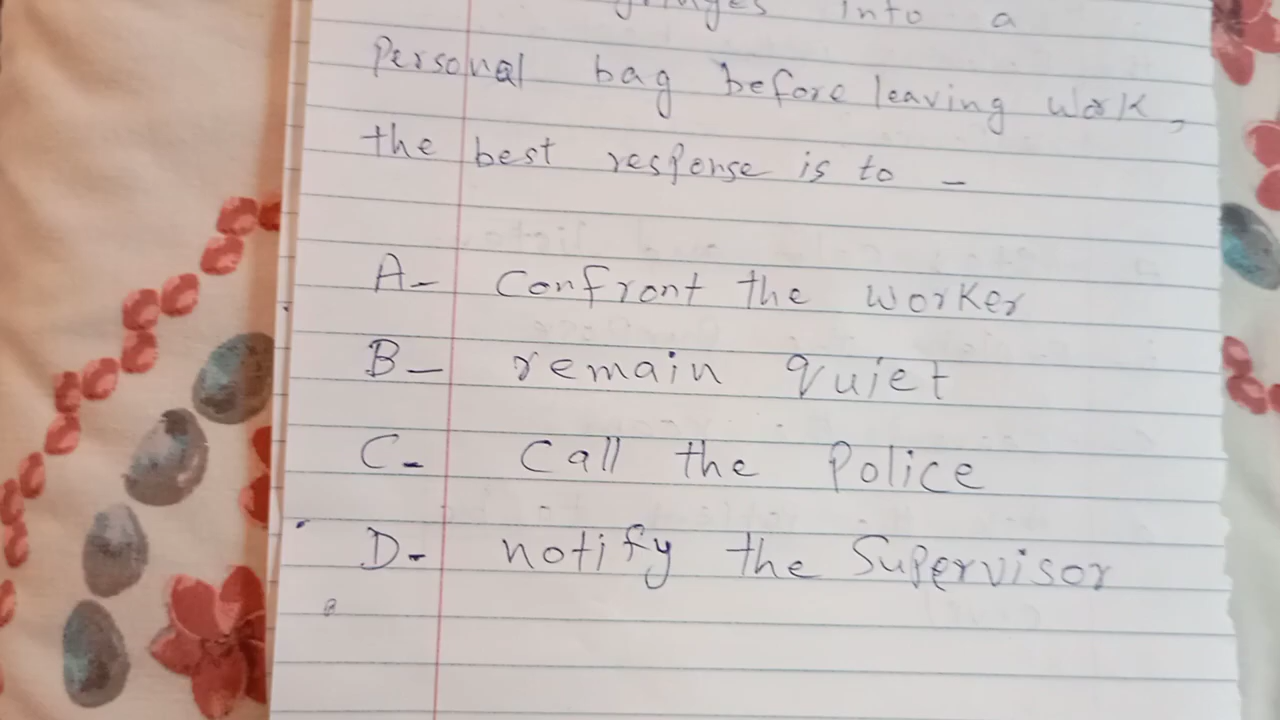 into a
Personal bag before leaving work,
the best response is to -
A- Confront the worker
B- remain quiet
C- Call the Police
D- notify the Supervisor